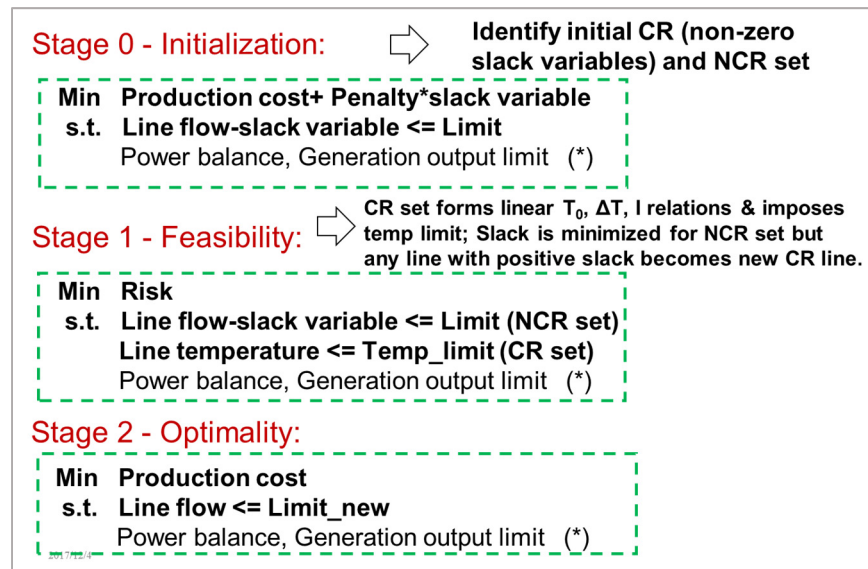 Stage 0 - Initialization:
Identify initial CR (non-zero
slack variables) and NCR set
Min Production cost+ Penalty*slack variable
s.t. Line flow-slack variable <= Limit
Power balance, Generation output limit (*)
Stage 1 - Feasibility:
CR set forms linear T₀, ΔT, I relations & imposes
temp limit; Slack is minimized for NCR set but
any line with positive slack becomes new CR line.
Min Risk
s.t. Line flow-slack variable <= Limit (NCR set)
Line temperature <= Temp_limit (CR set)
Power balance, Generation output limit (*)
Stage 2 - Optimality:
Min Production cost
s.t. Line flow <= Limit_new
Power balance, Generation output limit (*)
2017/12/4